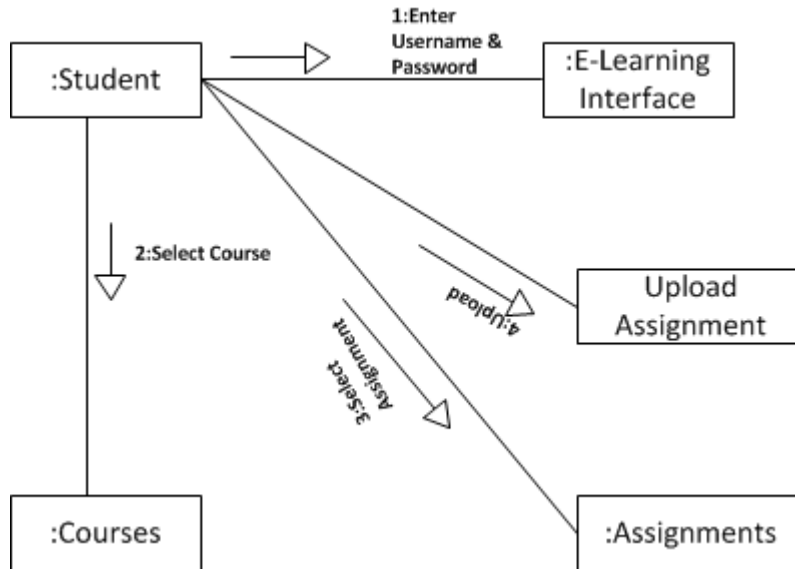 :Student
1:Enter
Username &
Password
:E-Learning
Interface
2:Select Course
4:Upload
Upload
Assignment
3:Select
Assignment
:Courses
:Assignments